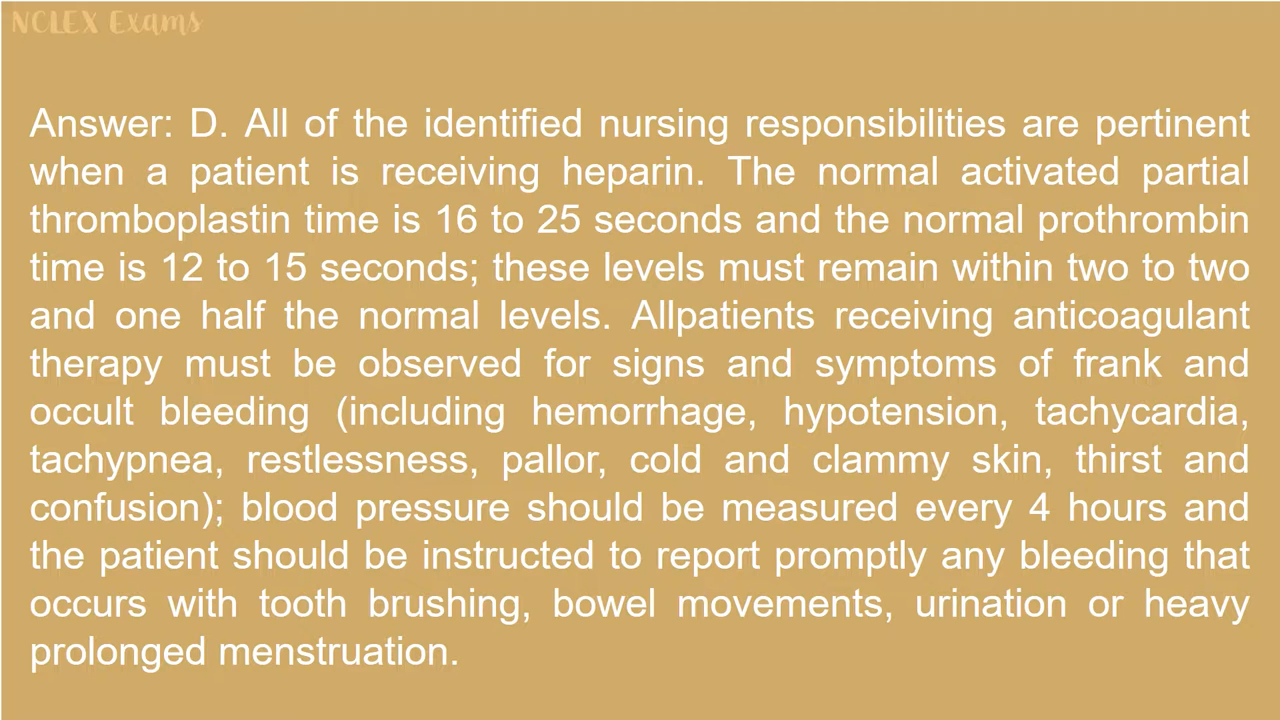 NCLEX Exams
Answer: D. All of the identified nursing responsibilities are pertinent
when a patient is receiving heparin. The normal activated partial
thromboplastin time is 16 to 25 seconds and the normal prothrombin
time is 12 to 15 seconds; these levels must remain within two to two
and one half the normal levels. Allpatients receiving anticoagulant
therapy must be observed for signs and symptoms of frank and
occult bleeding (including hemorrhage, hypotension, tachycardia,
tachypnea, restlessness, pallor, cold and clammy skin, thirst and
confusion); blood pressure should be measured every 4 hours and
the patient should be instructed to report promptly any bleeding that
occurs with tooth brushing, bowel movements, urination or heavy
prolonged menstruation.